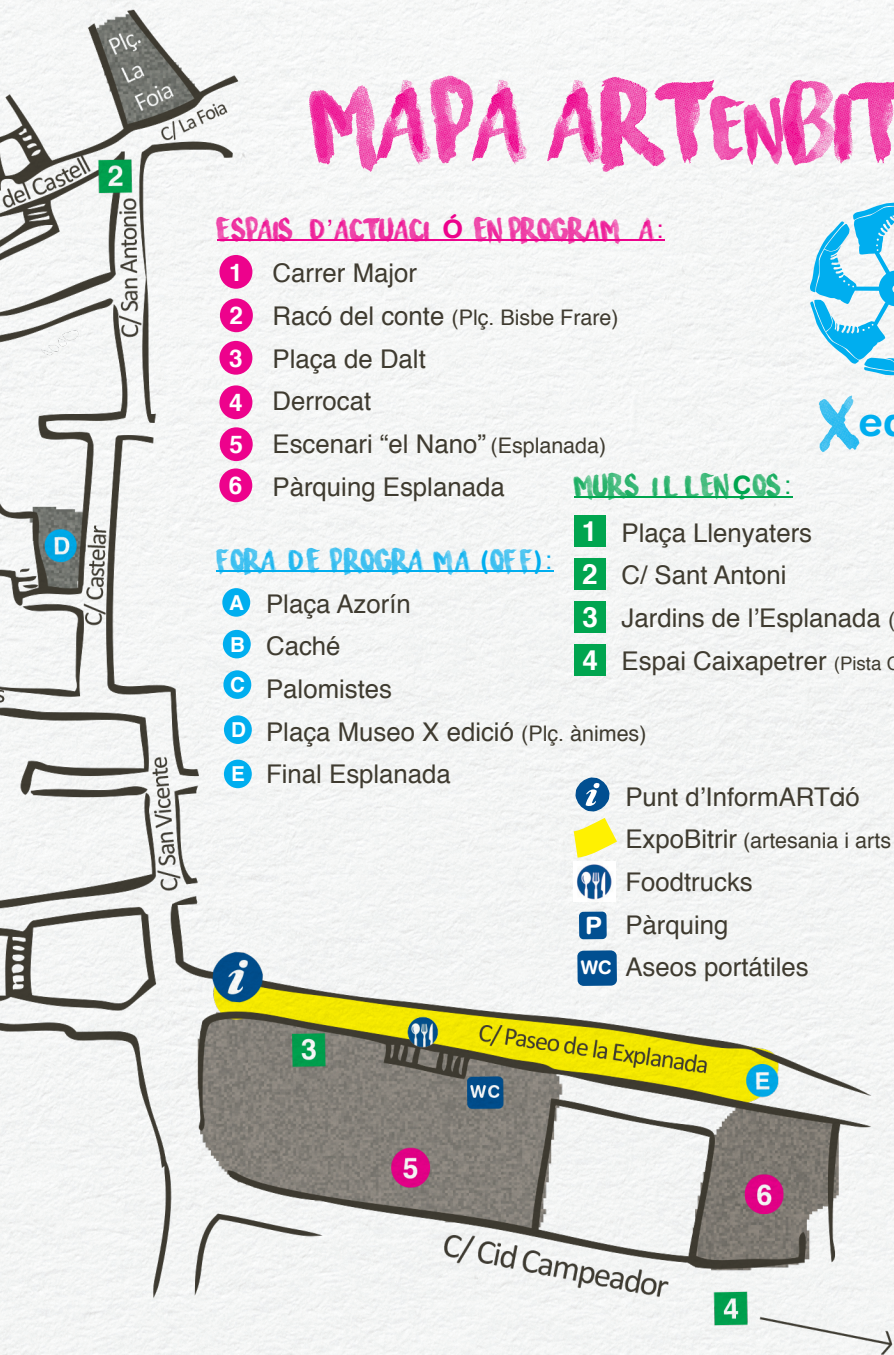 Plç.
La
Foia
C/ La Foia
MAPA ARTENBIT
del Castell
2
C/ San Antonio
ESPAIS D'ACTUACI Ó EN PROGRAM A:
1 Carrer Major
2 Racó del conte (Plç. Bisbe Frare)
3 Plaça de Dalt
4 Derrocat
5 Escenari “el Nano” (Esplanada)
6 Pàrquing Esplanada
X ed
MURS I LLENÇOS:
1 Plaça Llenyaters
2 C/ Sant Antoni
3 Jardins de l’Esplanada (
4 Espai Caixapetrer (Pista
D
C/ Castelar
FORA DE PROGRAMA (OFF):
A Plaça Azorín
B Caché
C Palomistes
D Plaça Museo X edició (Plç. ànimes)
E Final Esplanada
s
C/ San Vicente
i Punt d’InformARTció
ExpoBitrir (artesania i arts
Foodtrucks
P Pàrquing
WC Aseos portátiles
i
3
C/ Paseo de la Explanada
E
WC
5
6
C/ Cid Campeador
4